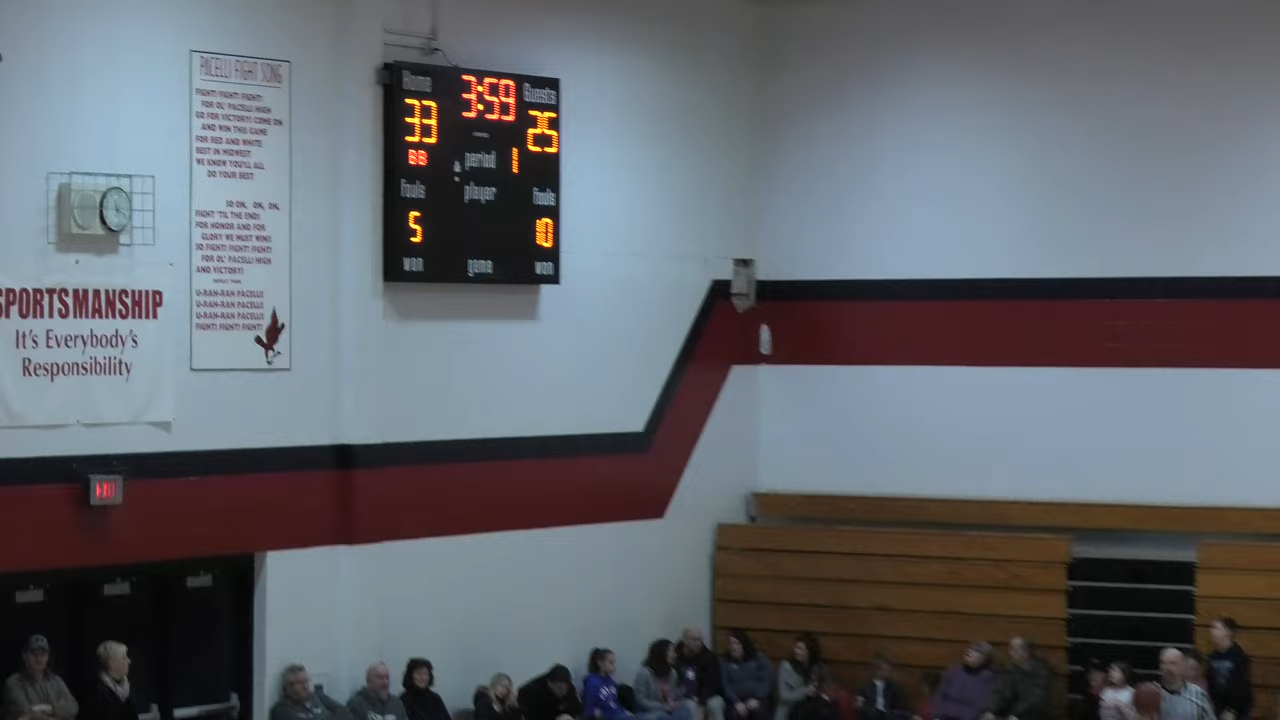 PACELLI FIGHT SONG
FIGHT! FIGHT! FIGHT!
FOR OL' PACELLI HIGH
GO FOR VICTORY! COME ON
AND WIN THIS GAME
FOR RED AND WHITE
BEST IN MIDWEST
WE KNOW YOU'LL ALL
DO YOUR BEST
SO ON, ON, ON,
FIGHT 'TIL THE END!
FOR HONOR AND FOR
GLORY WE MUST WIN!
SO FIGHT! FIGHT! FIGHT!
FOR OL' PACELLI HIGH
AND VICTORY!
U-RAH-RAH PACELLI!
U-RAH-RAH PACELLI!
U-RAH-RAH PACELLI!
FIGHT! FIGHT! FIGHT!
Home
3:59
Guests
33
25
BB
period
1
fouls
player
fouls
5
10
won
game
won
SPORTSMANSHIP
It's Everybody's
Responsibility
EXIT